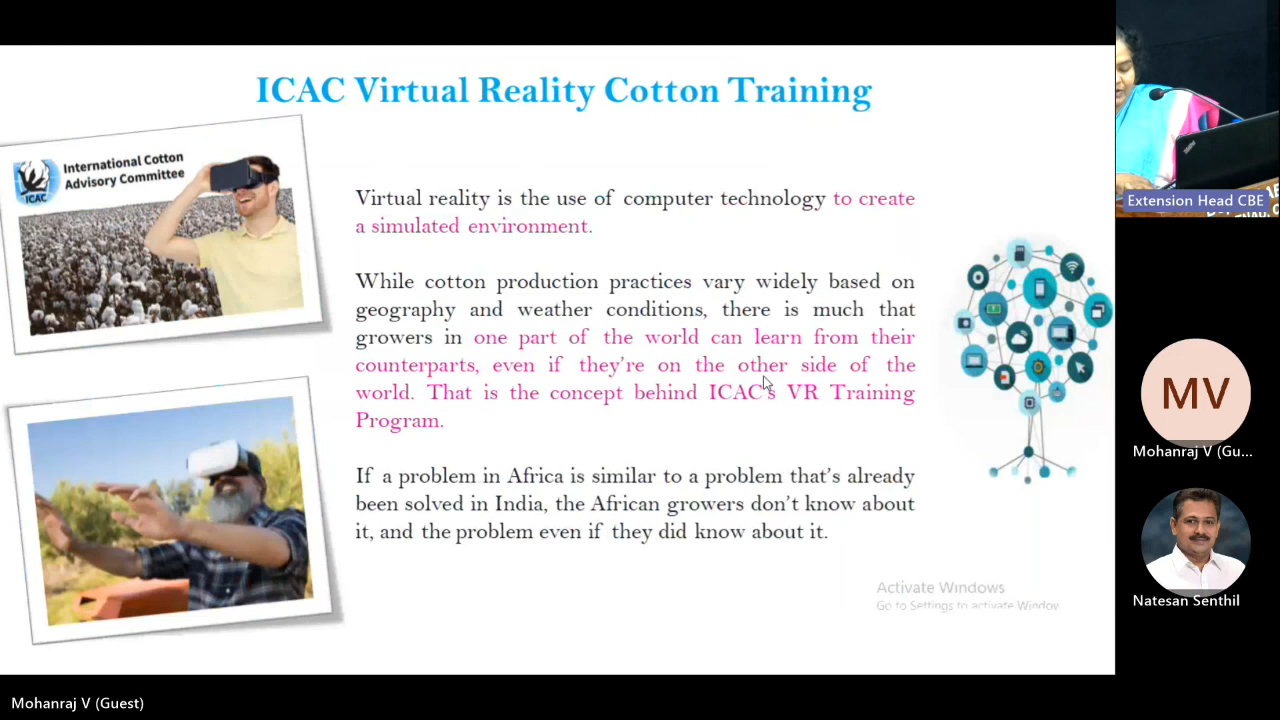 ICAC Virtual Reality Cotton Training
International Cotton
Advisory Committee
ICAC
Virtual reality is the use of computer technology to create
a simulated environment.
While cotton production practices vary widely based on
geography and weather conditions, there is much that
growers in one part of the world can learn from their
counterparts, even if they're on the other side of the
world. That is the concept behind ICAC's VR Training
Program.
If a problem in Africa is similar to a problem that's already
been solved in India, the African growers don't know about
it, and the problem even if they did know about it.
Activate Windows
Go to Settings to activate Window
Extension Head CBE
MV
Mohanraj V (Gu...
Natesan Senthil
Mohanraj V (Guest)